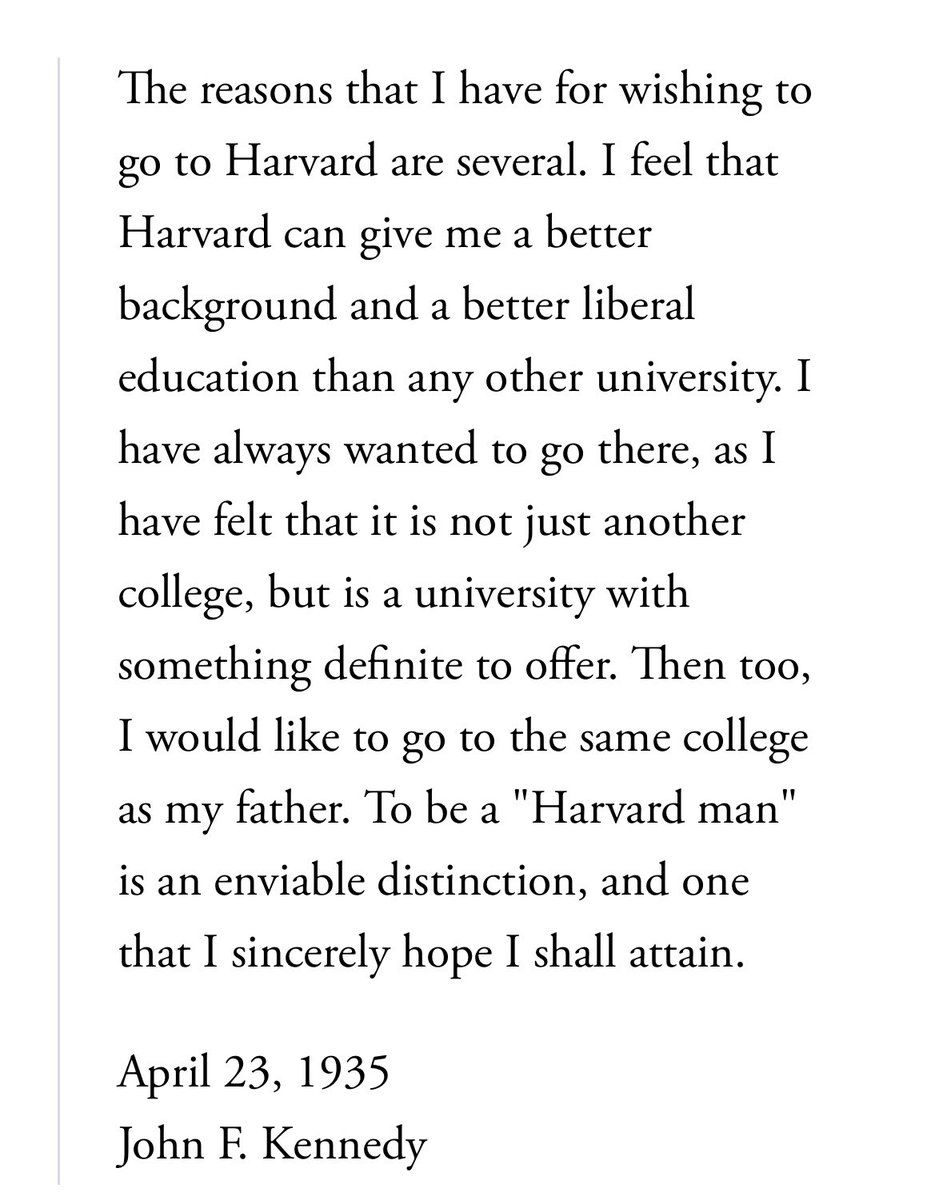 The reasons that I have for wishing to
go to Harvard are several. I feel that
Harvard can give me a better
background and a better liberal
education than any other university. I
have always wanted to go there, as I
have felt that it is not just another
college, but is a university with
something definite to offer. Then too,
I would like to go to the same college
as my father. To be a "Harvard man"
is an enviable distinction, and one
that I sincerely hope I shall attain.
April 23, 1935
John F. Kennedy